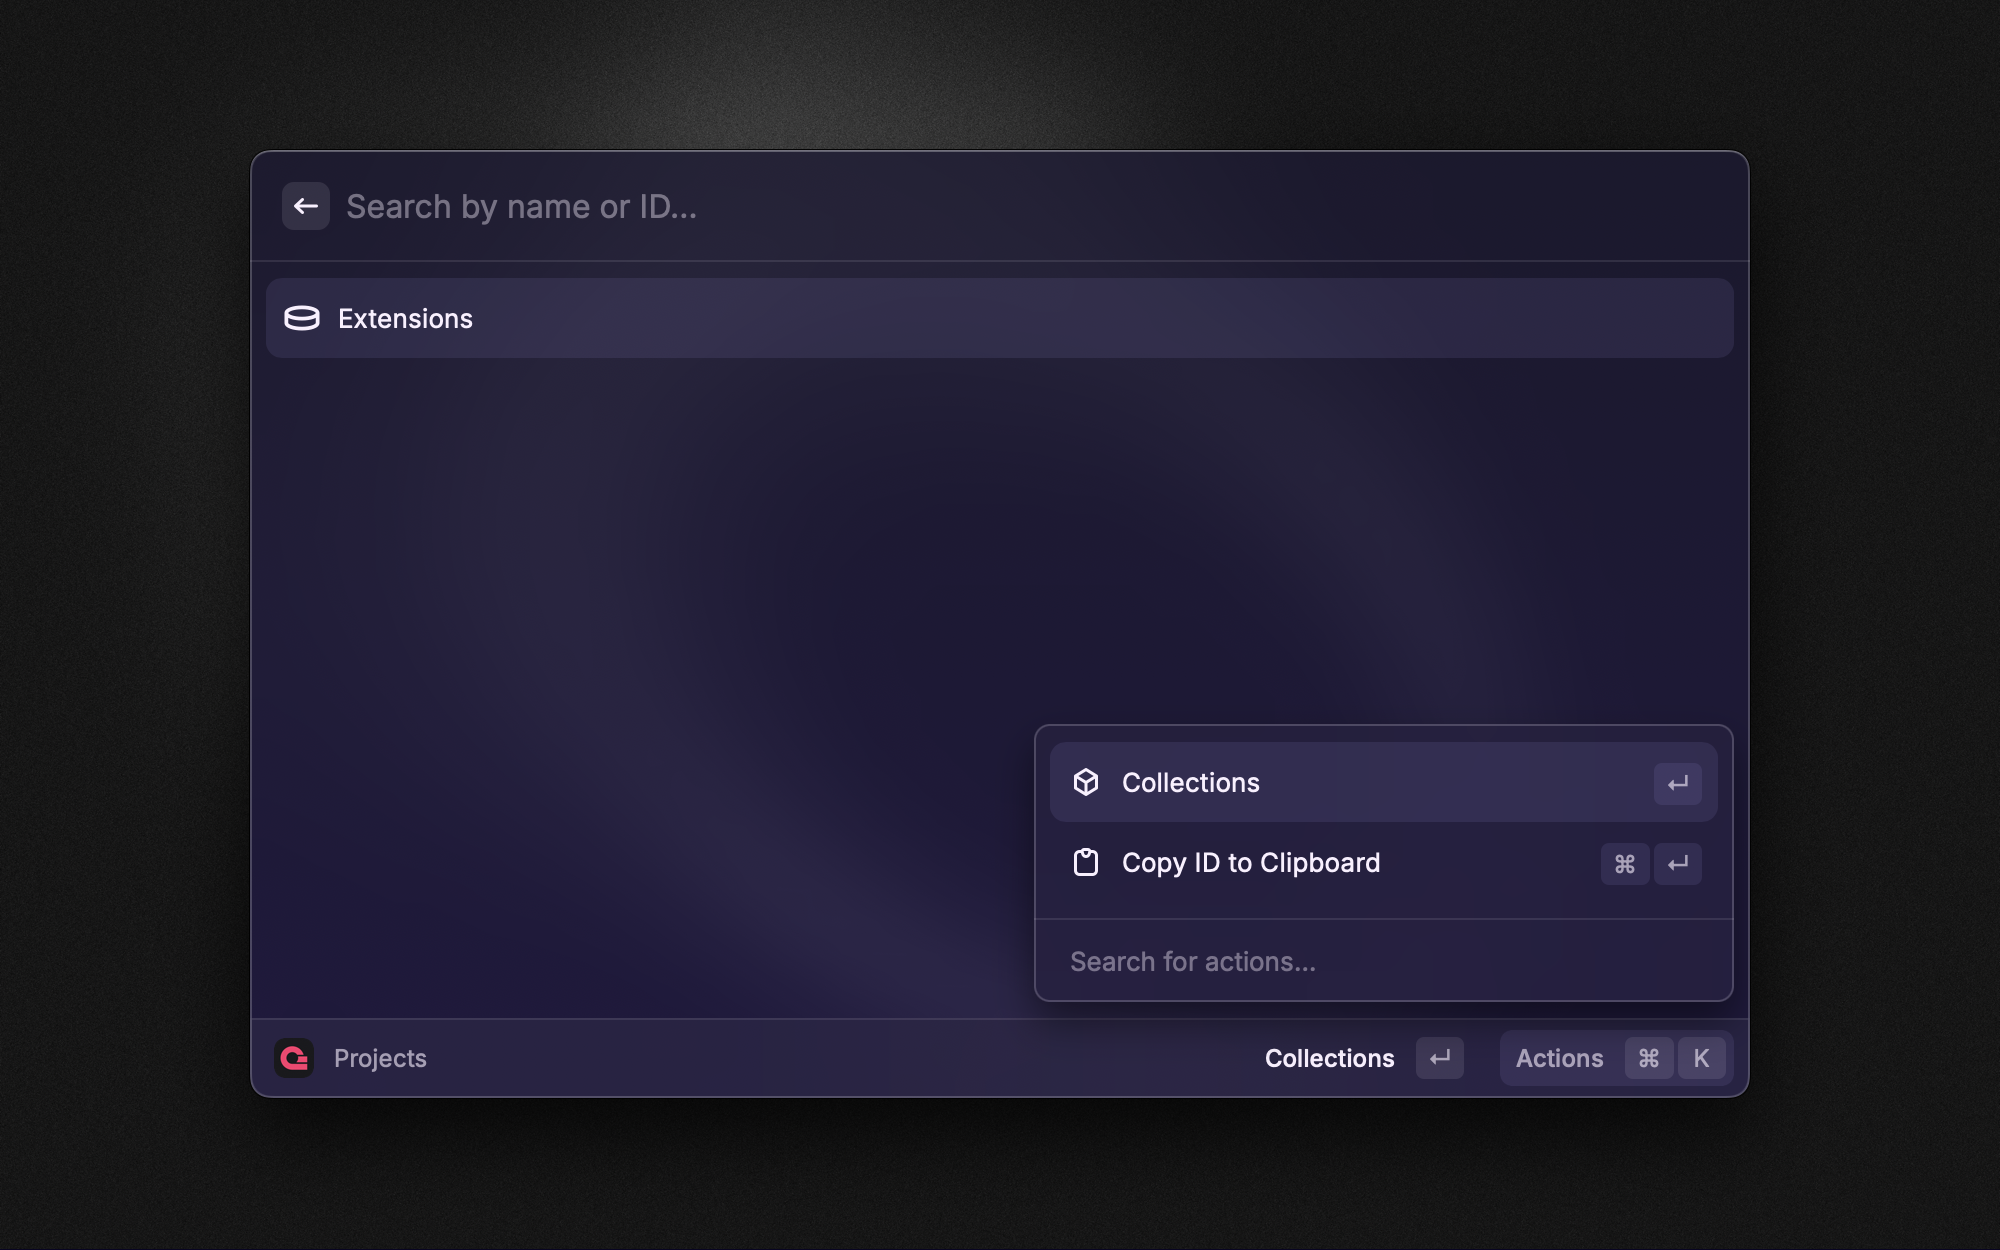 Search by name or ID...
Extensions
Collections
Copy ID to Clipboard ⌘
Search for actions...
Projects
Collections
Actions ⌘ K